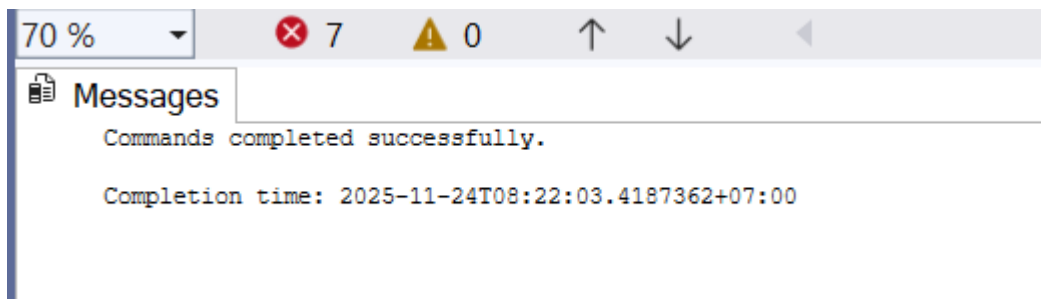 70 % 7 0
Messages
Commands completed successfully.
Completion time: 2025-11-24T08:22:03.4187362+07:00